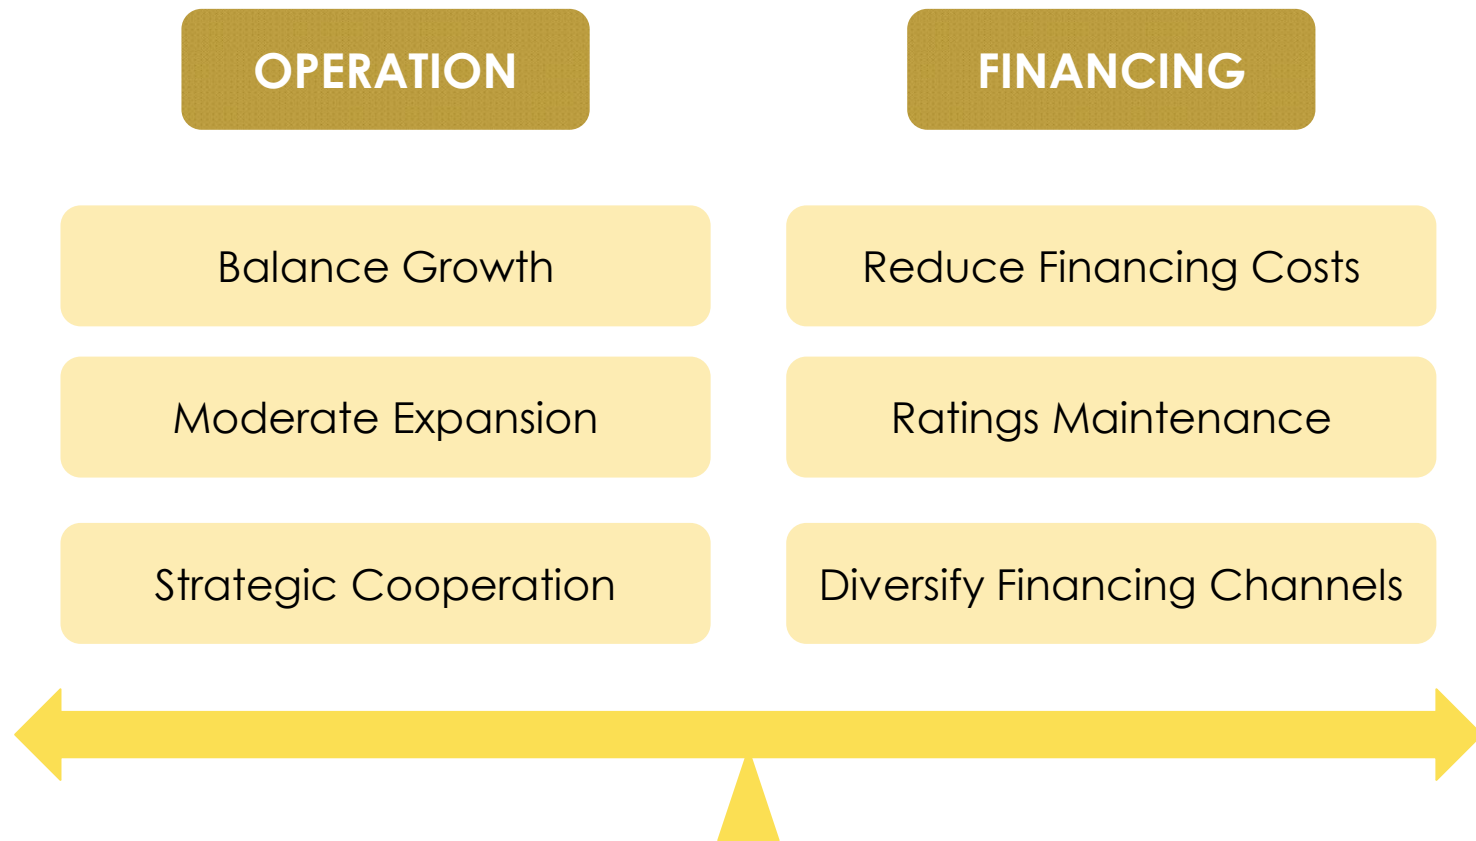 OPERATION
FINANCING
Balance Growth
Reduce Financing Costs
Moderate Expansion
Ratings Maintenance
Strategic Cooperation
Diversify Financing Channels